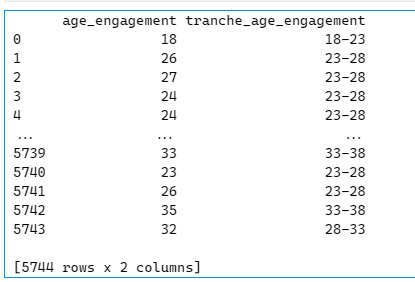 age_engagement tranche_age_engagement
0 18 18-23
1 26 23-28
2 27 23-28
3 24 23-28
4 24 23-28
... ... ...
5739 33 33-38
5740 23 23-28
5741 26 23-28
5742 35 33-38
5743 32 28-33
[5744 rows x 2 columns]